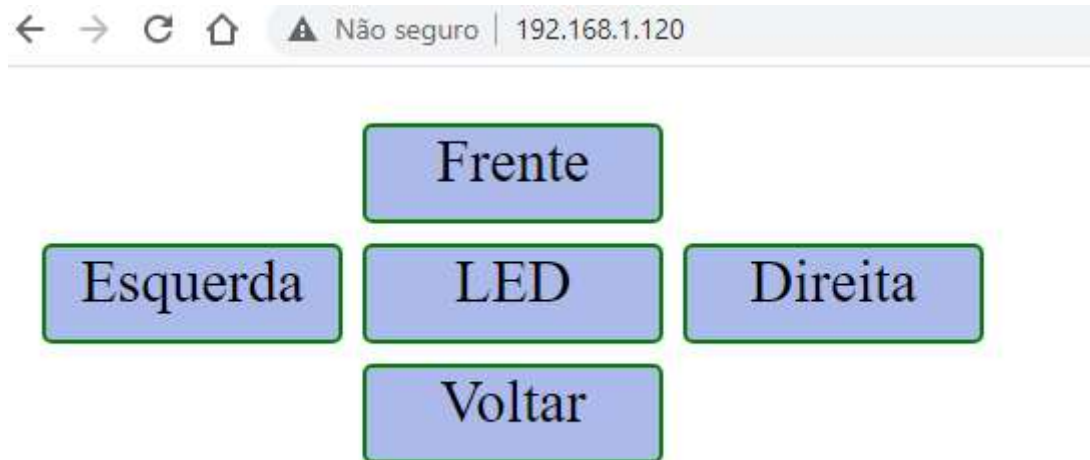 Não seguro 192.168.1.120
Frente
Esquerda LED Direita
Voltar